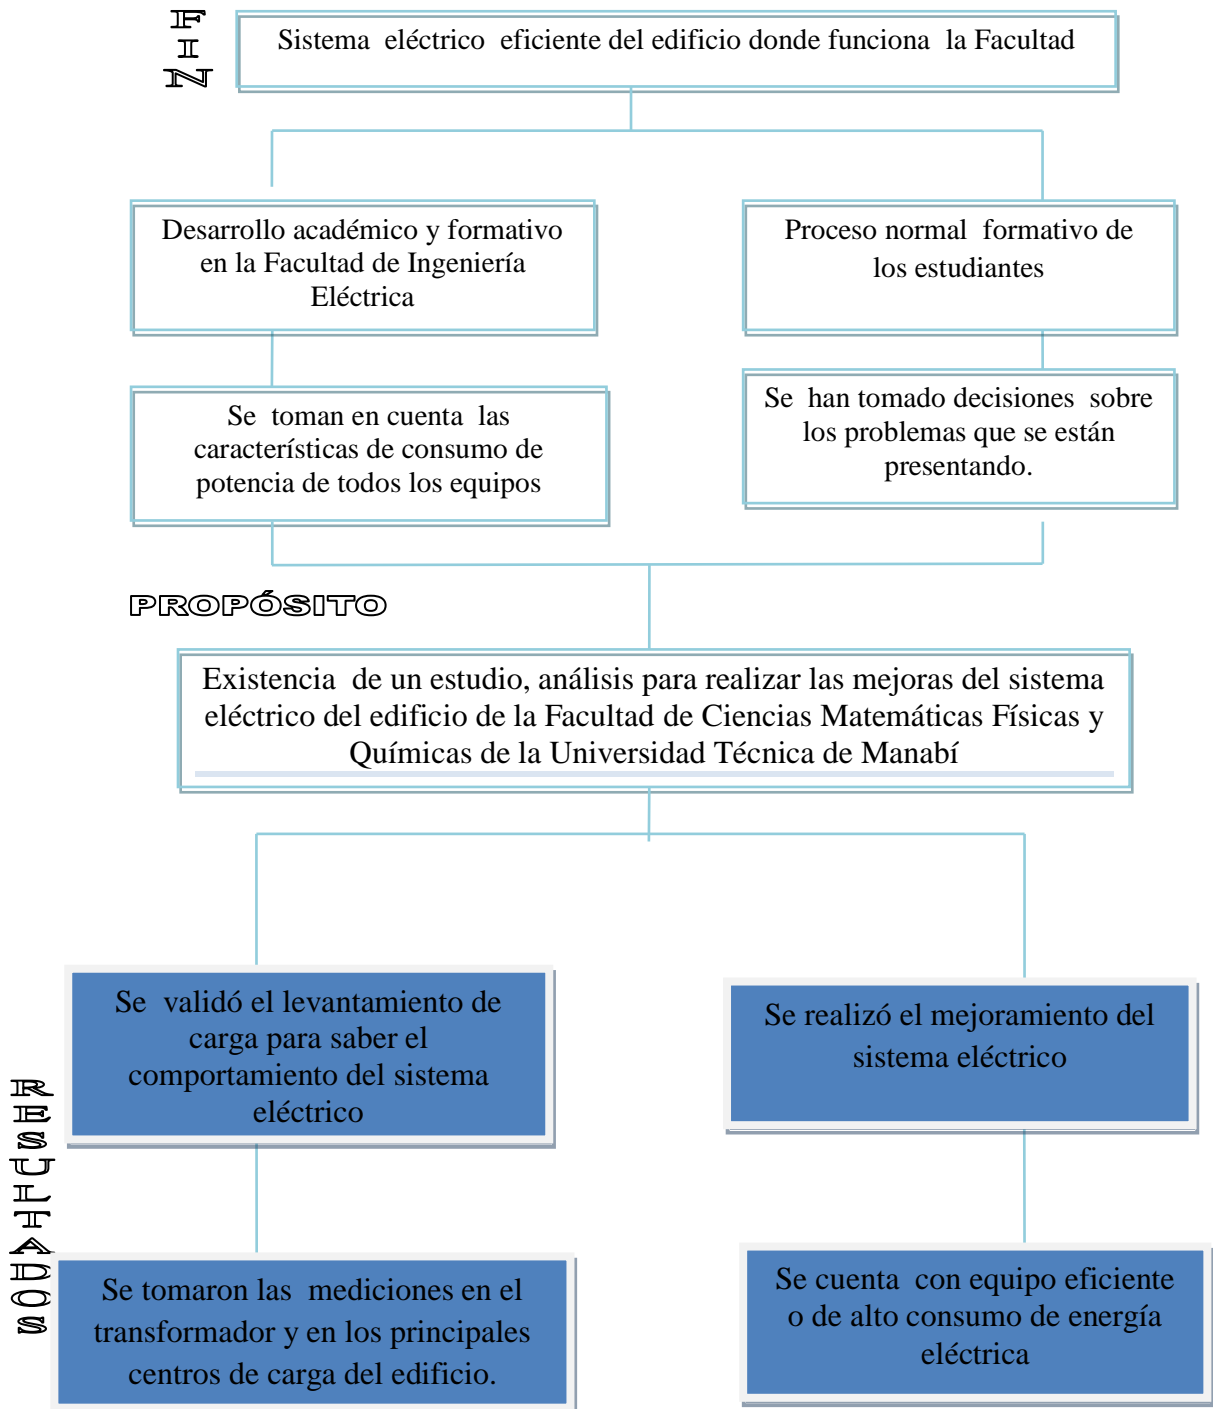 FIN
Sistema eléctrico eficiente del edificio donde funciona la Facultad
Desarrollo académico y formativo
en la Facultad de Ingeniería
Eléctrica
Proceso normal formativo de
los estudiantes
Se toman en cuenta las
características de consumo de
potencia de todos los equipos
Se han tomado decisiones sobre
los problemas que se están
presentando.
PROPÓSITO
Existencia de un estudio, análisis para realizar las mejoras del sistema
eléctrico del edificio de la Facultad de Ciencias Matemáticas Físicas y
Químicas de la Universidad Técnica de Manabí
RESULTADOS
Se validó el levantamiento de
carga para saber el
comportamiento del sistema
eléctrico
Se realizó el mejoramiento del
sistema eléctrico
Se tomaron las mediciones en el
transformador y en los principales
centros de carga del edificio.
Se cuenta con equipo eficiente
o de alto consumo de energía
eléctrica